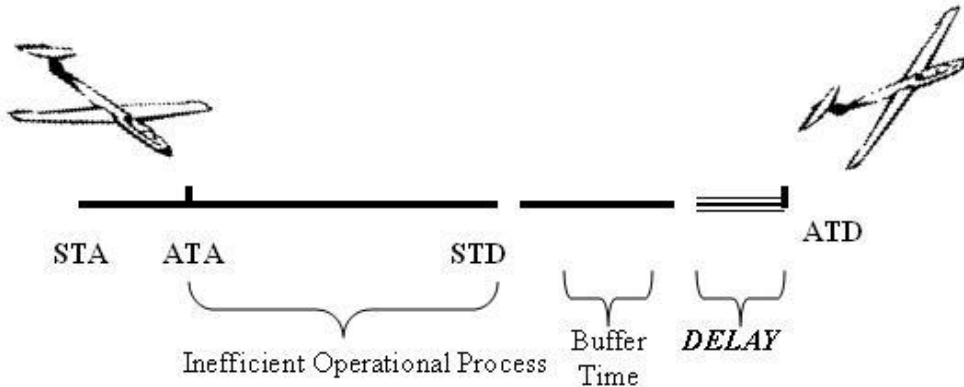 STA
ATA
STD
ATD
Inefficient Operational Process
Buffer
Time
DELAY